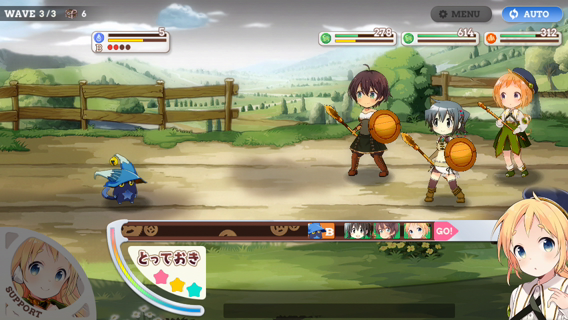 WAVE 3/3 6
MENU
AUTO
5
B
278
614
312
B
GO!
とっておき
SUPPORT